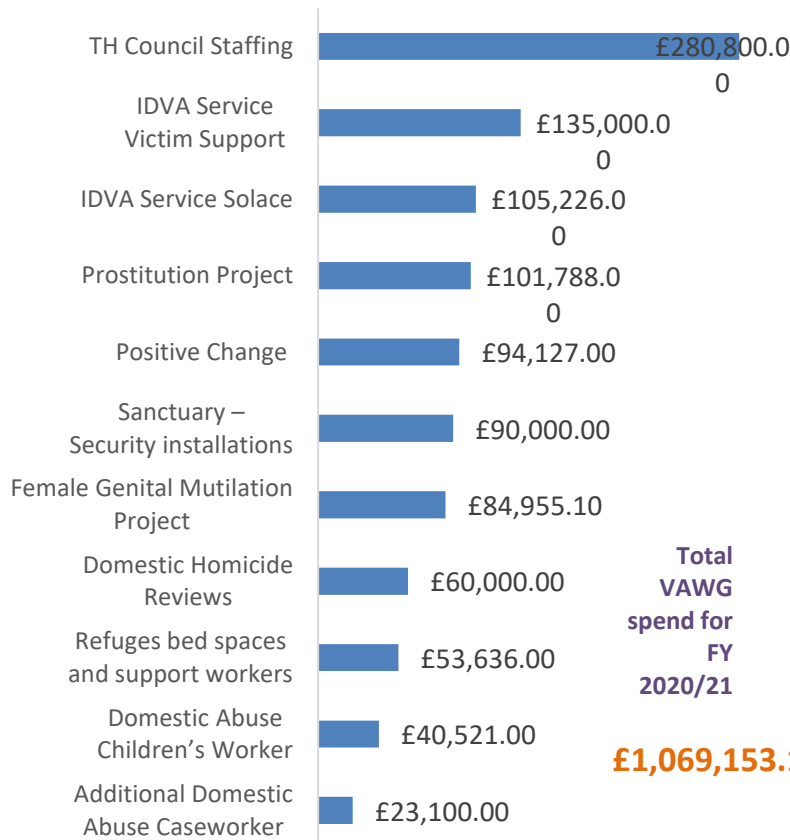 TH Council Staffing
£280,800.0
0
IDVA Service
Victim Support
£135,000.0
0
IDVA Service Solace
£105,226.0
0
Prostitution Project
£101,788.0
0
Positive Change
£94,127.00
Sanctuary –
Security installations
£90,000.00
Female Genital Mutilation
Project
£84,955.10
Domestic Homicide
Reviews
£60,000.00
Refuges bed spaces
and support workers
£53,636.00
Domestic Abuse
Children's Worker
£40,521.00
Additional Domestic
Abuse Caseworker
£23,100.00
Total
VAWG
spend for
FY
2020/21
£1,069,153.